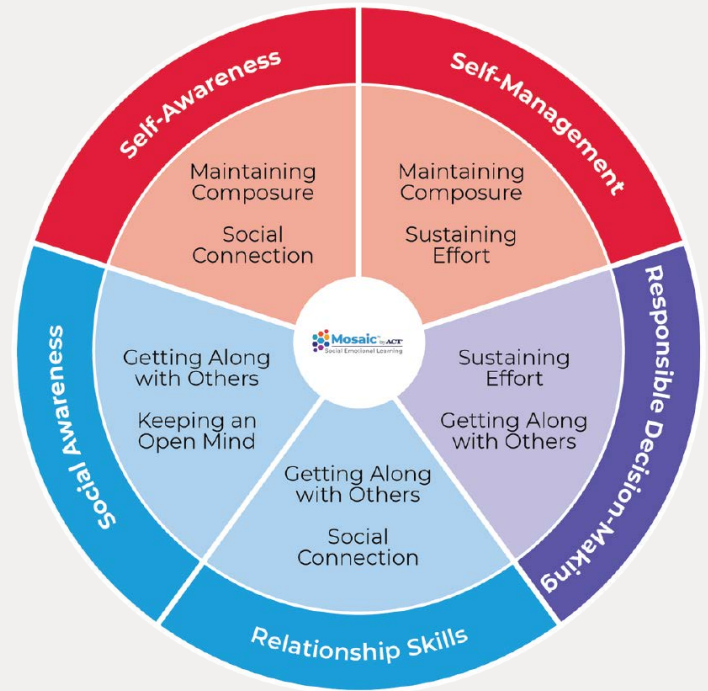 Self-Awareness
Self-Management
Maintaining
Composure
Social
Connection
Maintaining
Composure
Sustaining
Effort
Mosaic™ by ACT®
Social Emotional Learning
Social Awareness
Getting Along
with Others
Keeping an
Open Mind
Sustaining
Effort
Getting Along
with Others
Responsible Decision-Making
Getting Along
with Others
Social
Connection
Relationship Skills